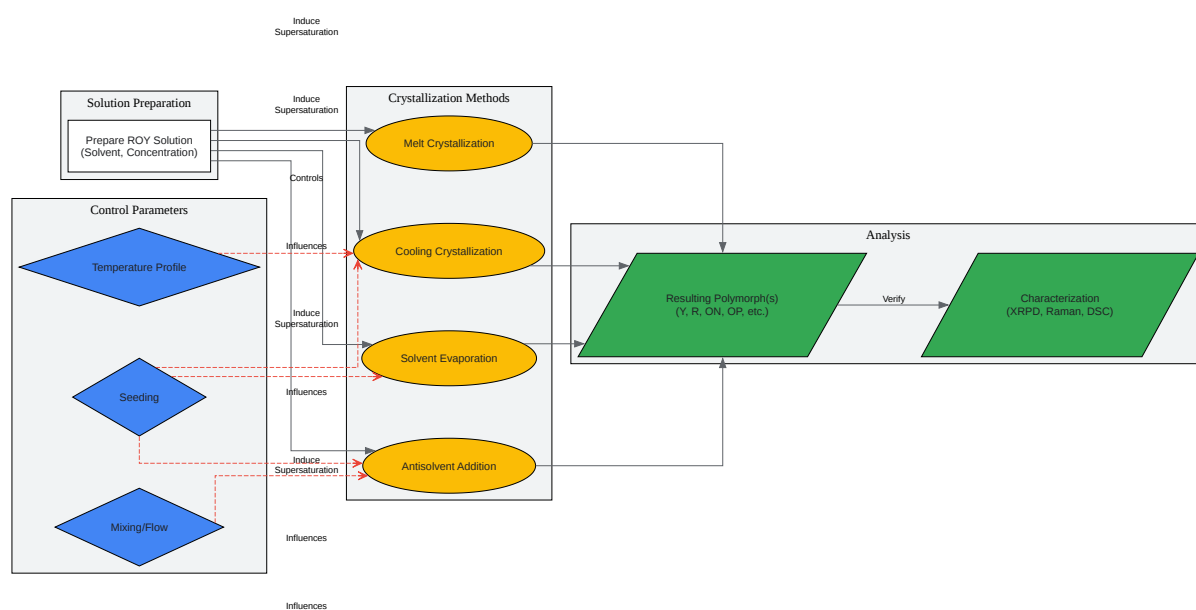 Induce
Supersaturation
Solution Preparation
Prepare ROY Solution
(Solvent, Concentration)
Induce
Supersaturation
Crystallization Methods
Melt Crystallization
Controls
Control Parameters
Temperature Profile
Influences
Cooling Crystallization
Analysis
Resulting Polymorph(s)
(Y, R, ON, OP, etc.)
Verify
Characterization
(XRPD, Raman, DSC)
Induce
Supersaturation
Solvent Evaporation
Seeding
Influences
Induce
Supersaturation
Antisolvent Addition
Mixing/Flow
Influences
Influences